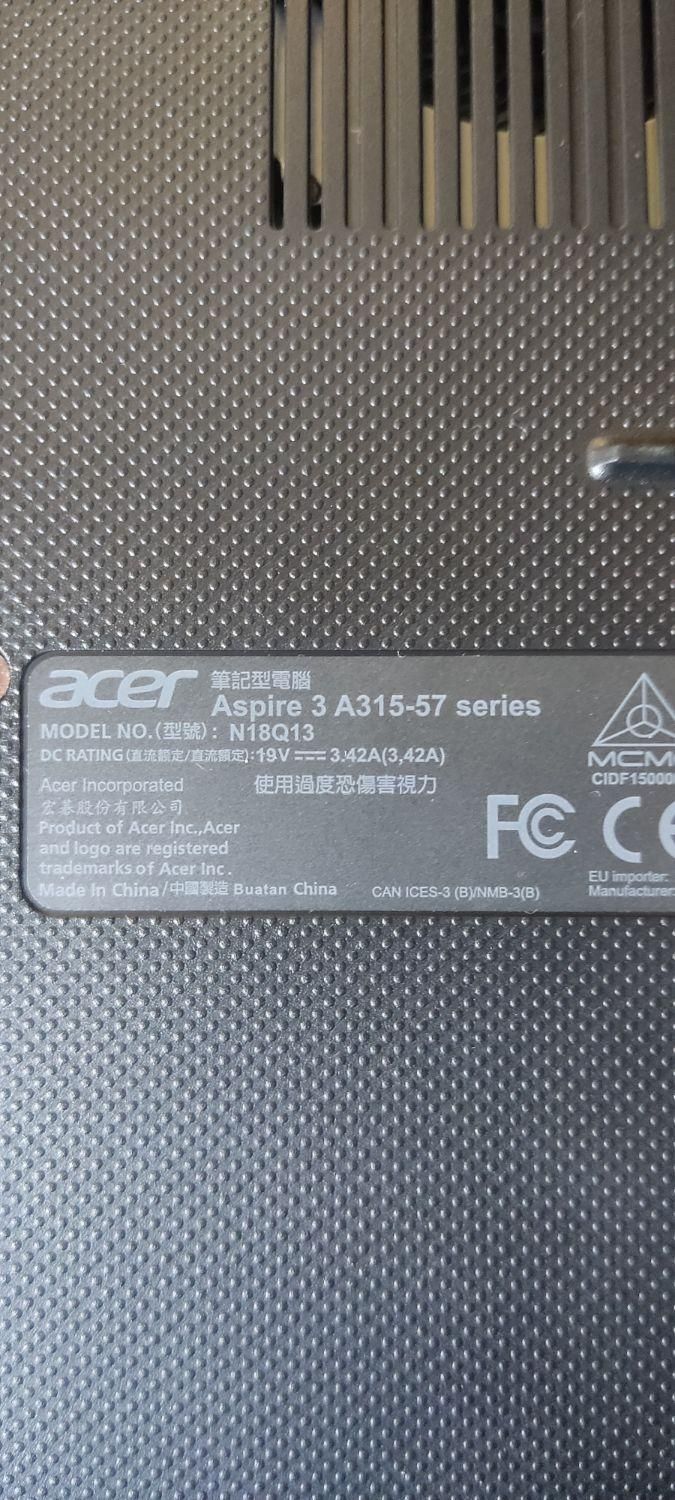 acer 筆記型電腦
Aspire 3 A315-57 series
MODEL NO.(型號): N18Q13
DC RATING(直流額定/直流額定):19V ⎓ 3.42A(3,42A)
Acer Incorporated 使用過度恐傷害視力
宏碁股份有限公司
Product of Acer Inc.,Acer
and logo are registered
trademarks of Acer Inc.
Made In China/中國製造 Buatan China
CAN ICES-3 (B)/NMB-3(B)
MCM
CIDF15000
FC CE
EU importer:
Manufacturer: